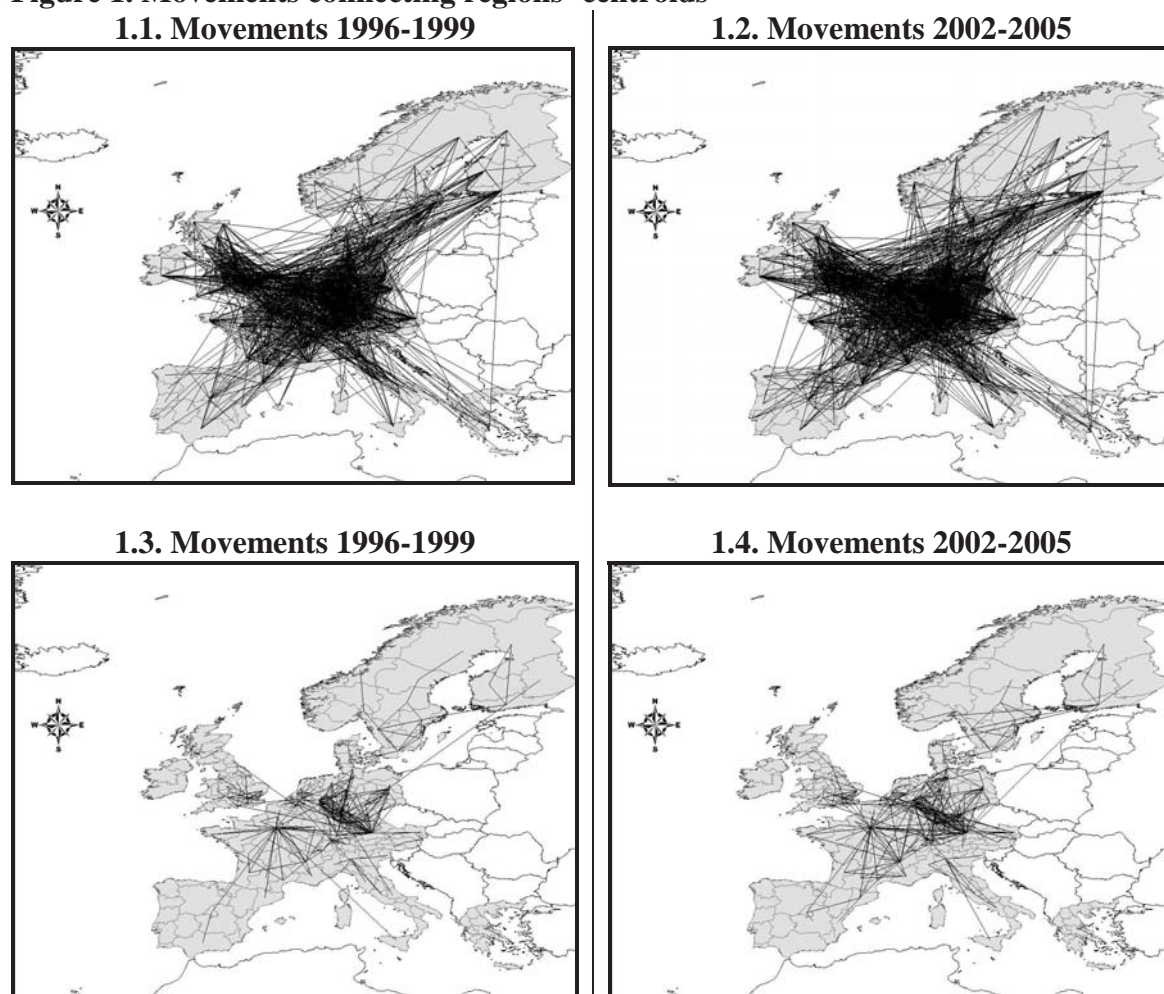 Figure 1. Movements connecting regions' centroids
1.1. Movements 1996-1999
1.2. Movements 2002-2005
N
W E
S
N
W E
S
1.3. Movements 1996-1999
1.4. Movements 2002-2005
N
W E
S
N
W E
S